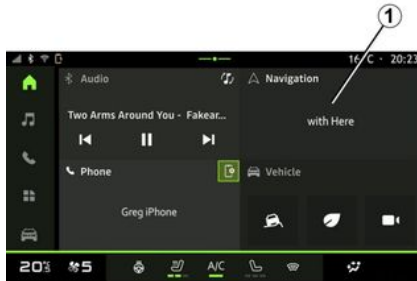 1
16 °C · 20:23
Audio
Navigation
Two Arms Around You - Fakear...
with Here
Phone
Vehicle
Greg iPhone
20°5
5
A/C